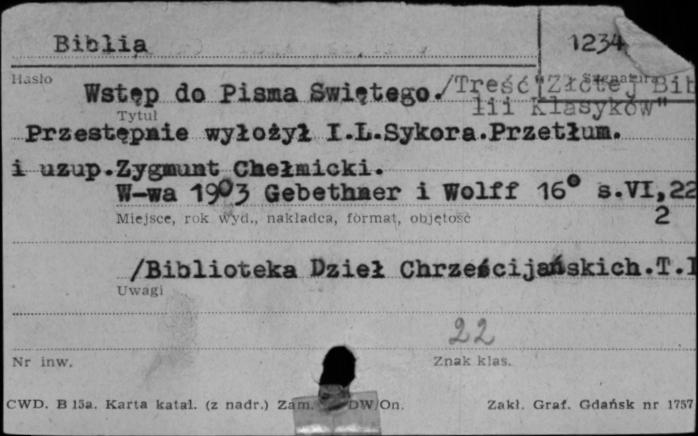 Biblia
1234
Hasło
Sygnatura
Wstęp do Pisma Swiętego./Treść "Złotej Bib
lii Klasyków"
Tytuł
Przestępnie wyłożył I.L.Sykora.Przetłum.
i uzup.Zygmunt Chełmicki.
W-wa 1903 Gebethner i Wolff 16° s.VI,22
2
Miejsce, rok wyd., nakładca, format, objętość
/Biblioteka Dzieł Chrześcijańskich.T.I
Uwagi
22
Nr inw.
Znak klas.
CWD. B 15a. Karta katal. (z nadr.) Zam. DW/On.
Zakł. Graf. Gdańsk nr 1757